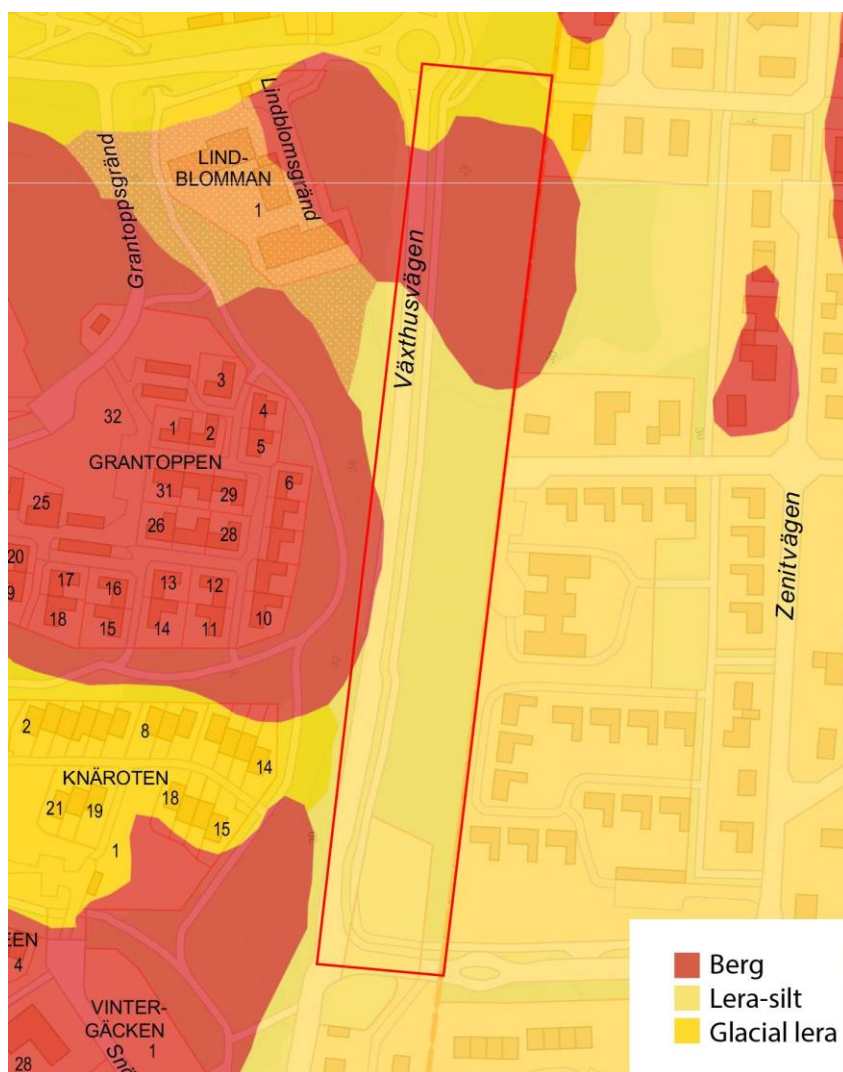 Grantoppsgränd
LIND-
BLOMMAN
1
Lindblomsgränd
Växthusvägen
Zenitvägen
3
4
32
1
2
5
GRANTOPPEN
31
29
6
25
26
28
20
17
16
13
12
9
18
15
14
11
10
2
8
14
KNÄROTEN
21
19
18
15
1
EEN
4
VINTER-
GÄCKEN
1
28
Snö
Berg
Lera-silt
Glacial lera